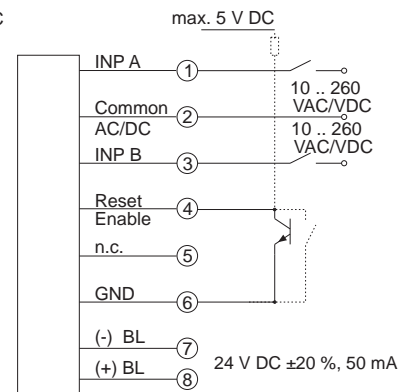 max. 5 V DC
INP A
1
10 .. 260
VAC/VDC
Common
AC/DC
2
10 .. 260
VAC/VDC
INP B
3
Reset
Enable
4
n.c.
5
GND
6
(-) BL
7
(+) BL
8
24 V DC ±20 %, 50 mA